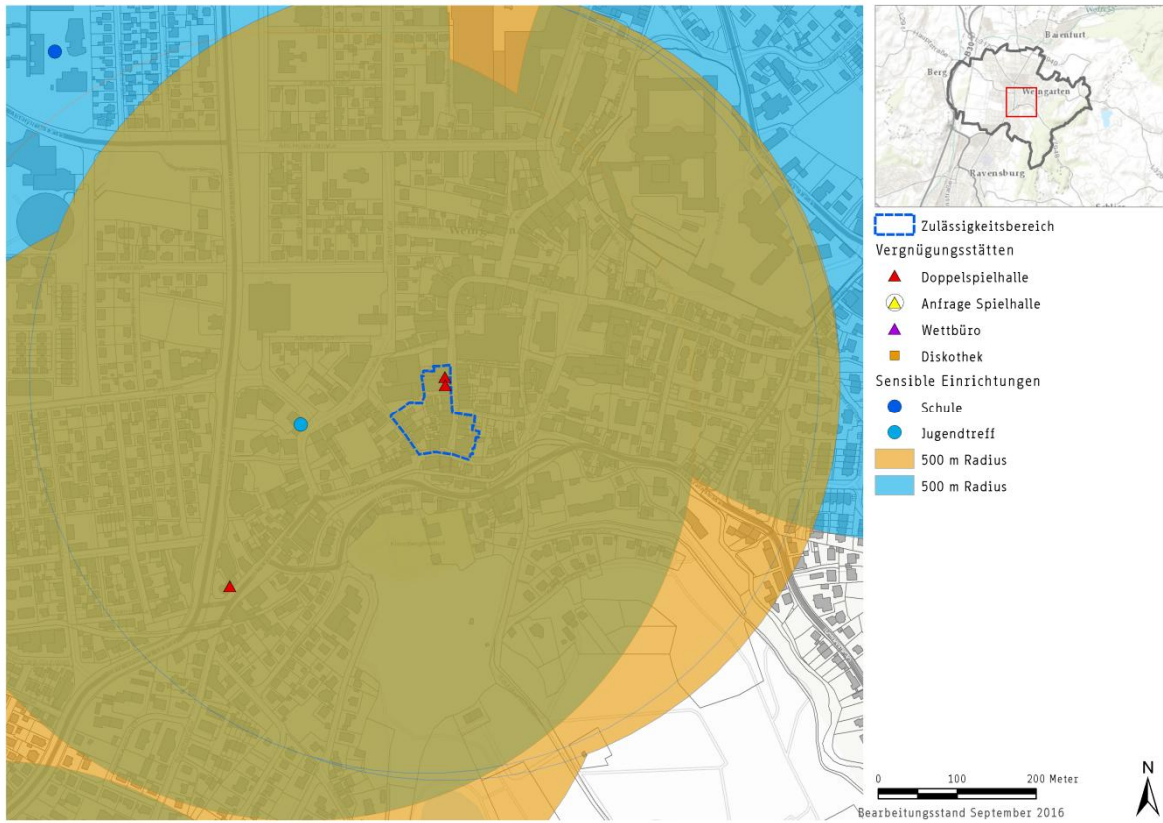 Baienfurt
Berg
B30
Weingarten
Ravensburg
Zulässigkeitsbereich
Vergnügungsstätten
Doppelspielhalle
Anfrage Spielhalle
Wettbüro
Diskothek
Sensible Einrichtungen
Schule
Jugendtreff
500 m Radius
500 m Radius
0 100 200 Meter
Bearbeitungsstand September 2016
N